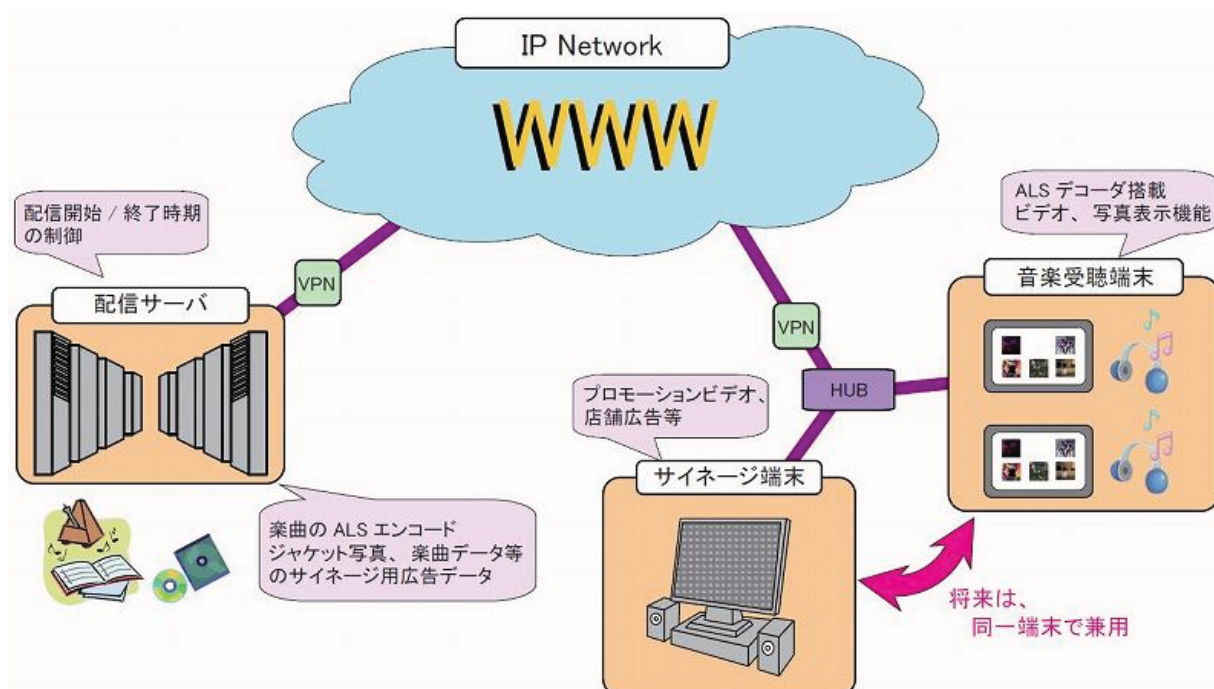 IP Network
WWW
配信開始 / 終了時期
の制御
VPN
配信サーバ
楽曲の ALS エンコード
ジャケット写真、楽曲データ等
のサイネージ用広告データ
VPN
HUB
プロモーションビデオ、
店舗広告等
サイネージ端末
ALS デコーダ搭載
ビデオ、写真表示機能
音楽受聴端末
将来は、
同一端末で兼用